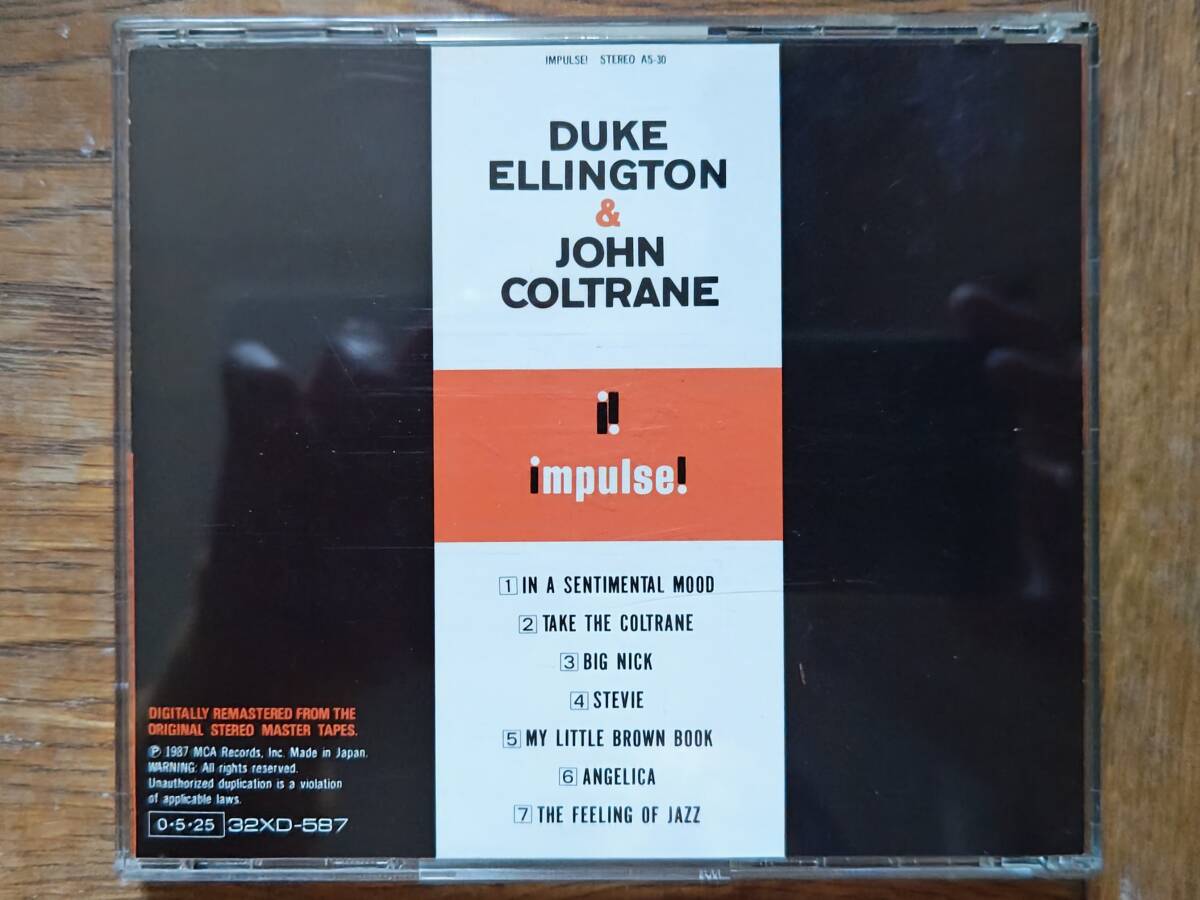 IMPULSE! STEREO AS-30
DUKE
ELLINGTON
&
JOHN
COLTRANE
i!
impulse!
1 IN A SENTIMENTAL MOOD
2 TAKE THE COLTRANE
3 BIG NICK
4 STEVIE
5 MY LITTLE BROWN BOOK
6 ANGELICA
7 THE FEELING OF JAZZ
DIGITALLY REMASTERED FROM THE
ORIGINAL STEREO MASTER TAPES.
℗ 1987 MCA Records, Inc. Made in Japan.
WARNING: All rights reserved.
Unauthorized duplication is a violation
of applicable laws.
0•5•25 32XD-587